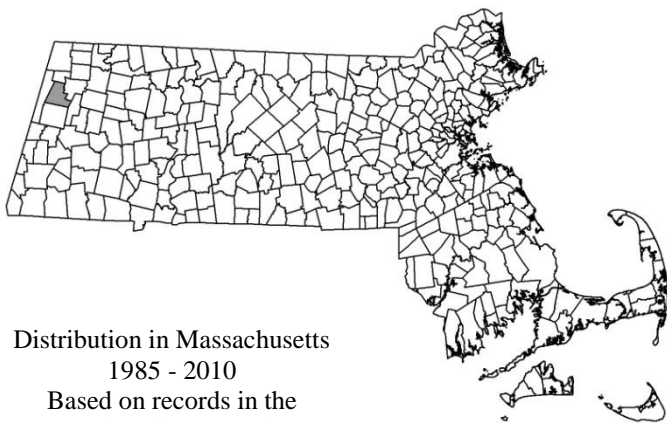 Distribution in Massachusetts
1985 - 2010
Based on records in the